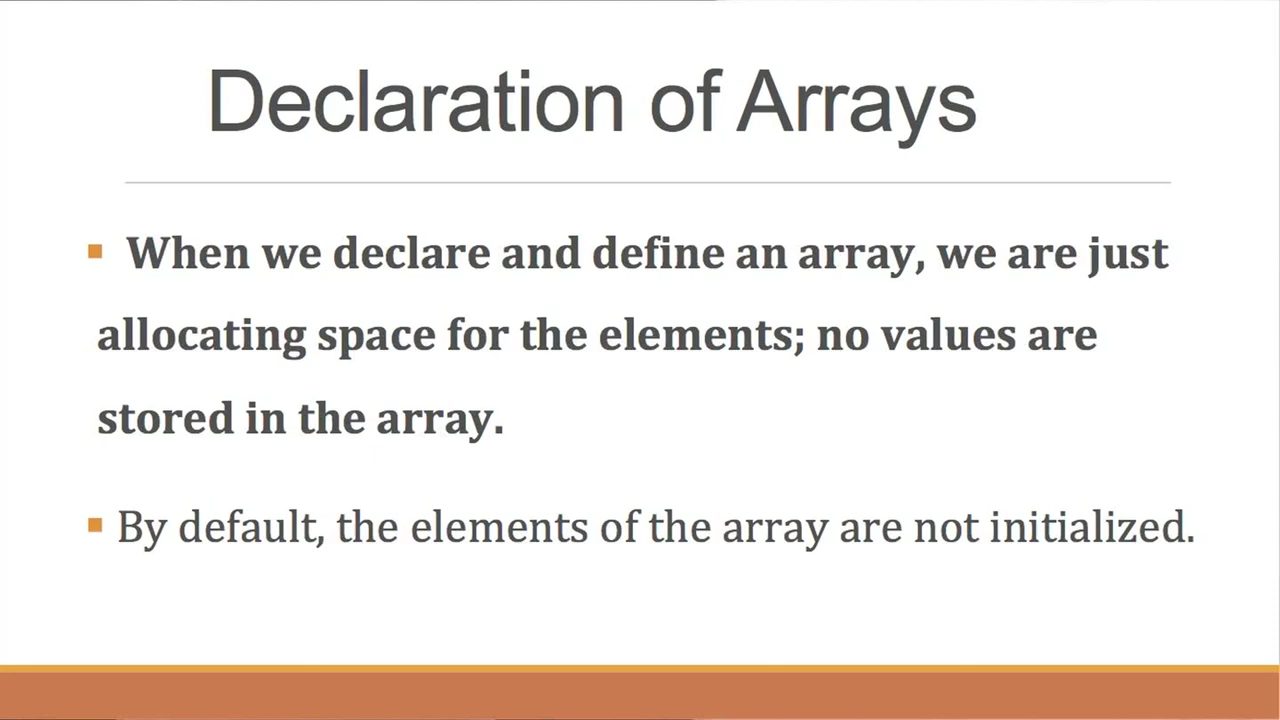 Declaration of Arrays
When we declare and define an array, we are just
allocating space for the elements; no values are
stored in the array.
By default, the elements of the array are not initialized.